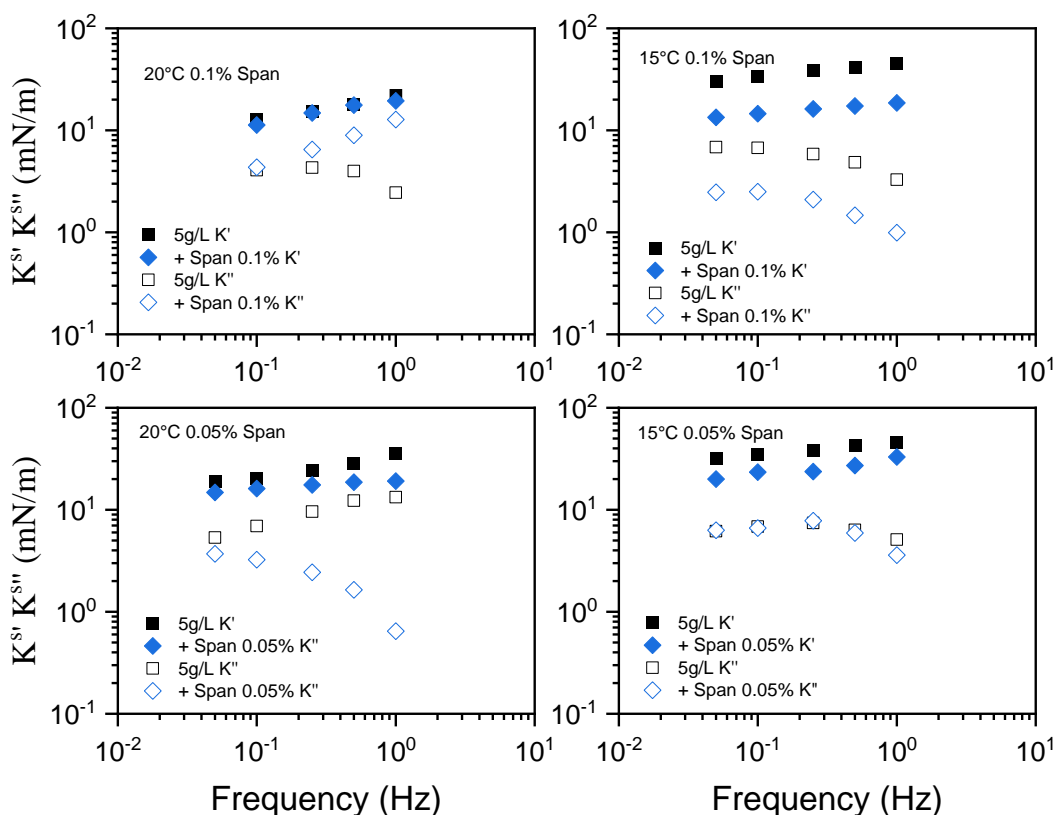 20°C 0.1% Span
5g/L K'
+ Span 0.1% K'
5g/L K"
+ Span 0.1% K"
10²
10¹
10⁰
10⁻¹
10⁻² 10⁻¹ 10⁰ 10¹
Kˢ' Kˢ" (mN/m)
15°C 0.1% Span
5g/L K'
+ Span 0.1% K'
5g/L K"
+ Span 0.1% K"
10²
10¹
10⁰
10⁻¹
10⁻² 10⁻¹ 10⁰ 10¹
20°C 0.05% Span
5g/L K'
+ Span 0.05% K"
5g/L K"
+ Span 0.05% K"
10²
10¹
10⁰
10⁻¹
10⁻² 10⁻¹ 10⁰ 10¹
Kˢ' Kˢ" (mN/m)
Frequency (Hz)
15°C 0.05% Span
5g/L K'
+ Span 0.05% K'
5g/L K"
+ Span 0.05% K"
10²
10¹
10⁰
10⁻¹
10⁻² 10⁻¹ 10⁰ 10¹
Frequency (Hz)